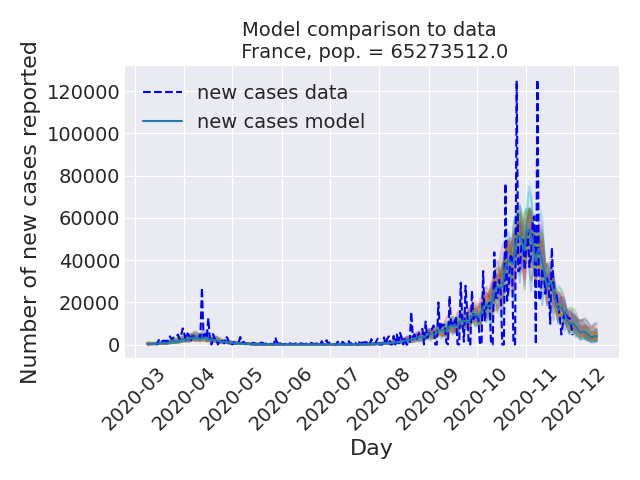 Model comparison to data
France, pop. = 65273512.0
Number of new cases reported
120000
100000
80000
60000
40000
20000
0
new cases data
new cases model
2020-03
2020-04
2020-05
2020-06
2020-07
2020-08
2020-09
2020-10
2020-11
2020-12
Day